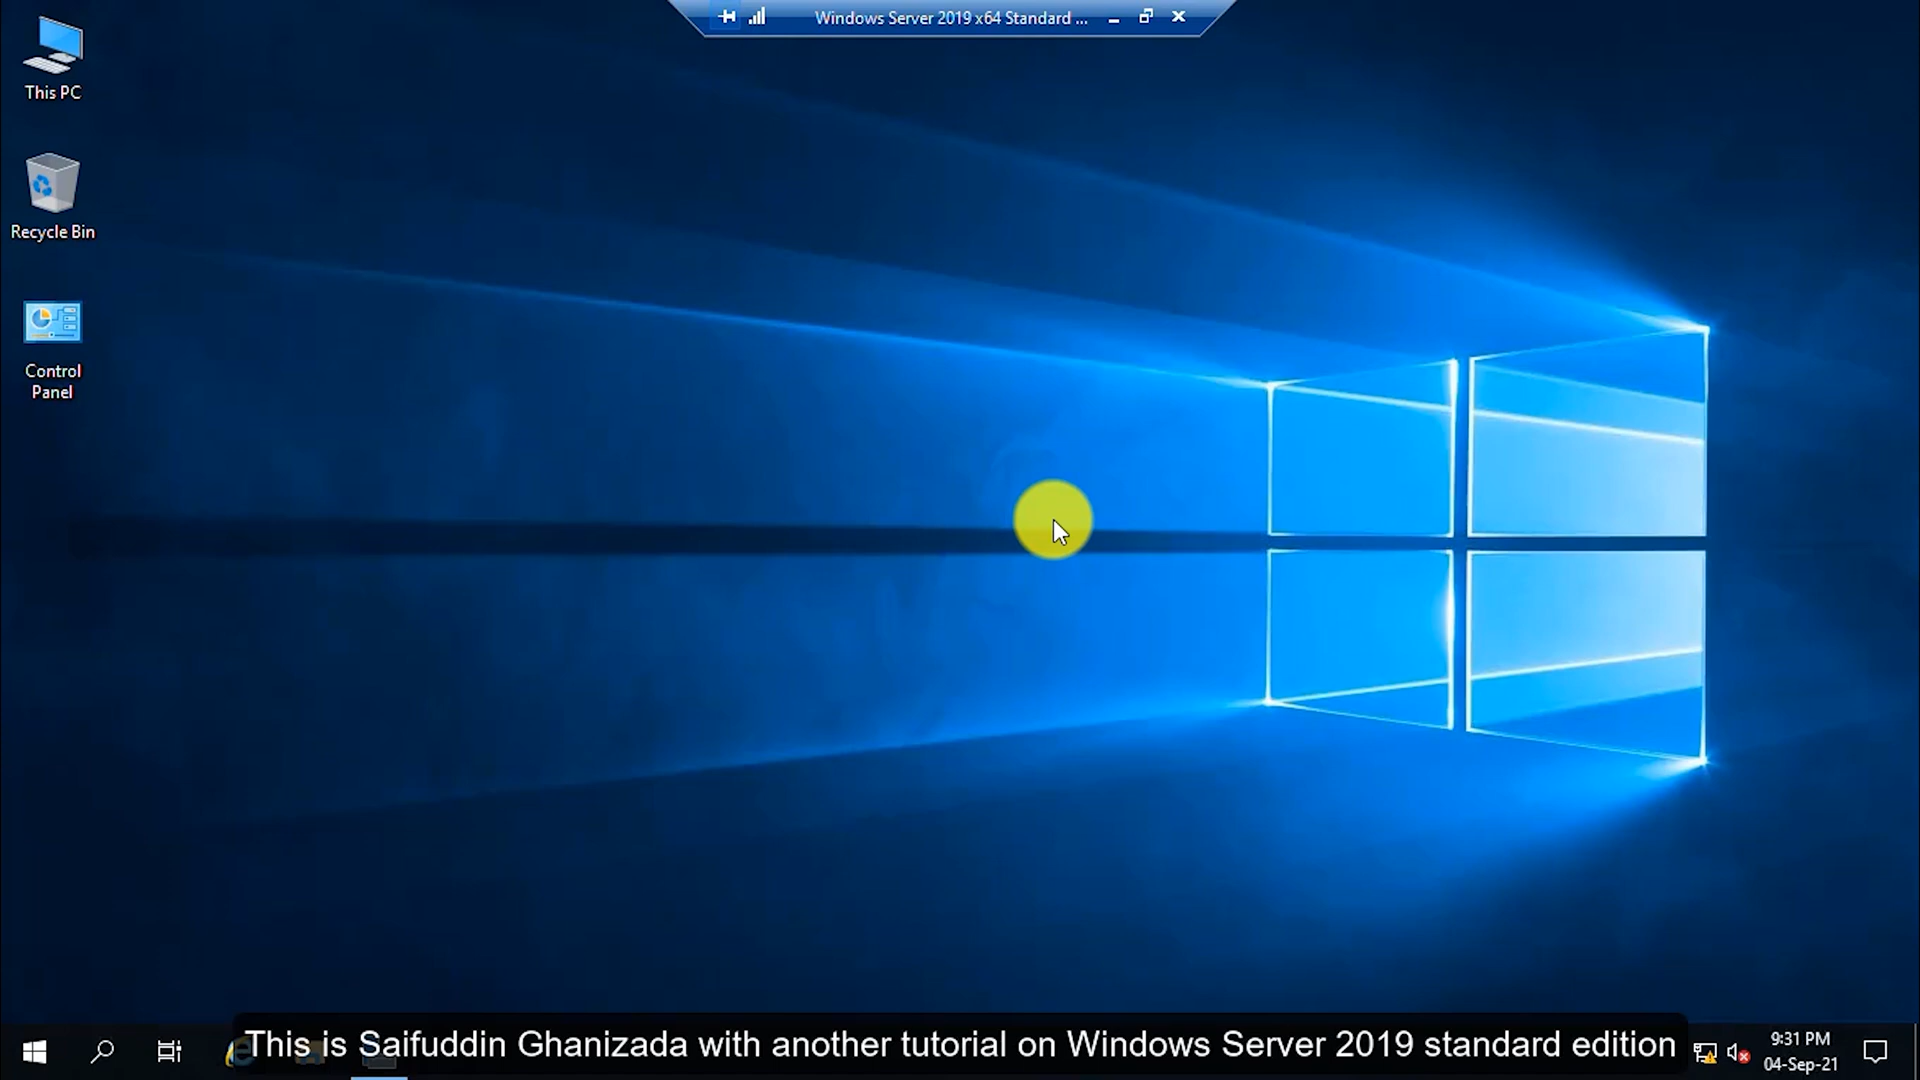 Windows Server 2019 x64 Standard ...
This PC
Recycle Bin
Control
Panel
This is Saifuddin Ghanizada with another tutorial on Windows Server 2019 standard edition
9:31 PM
04-Sep-21